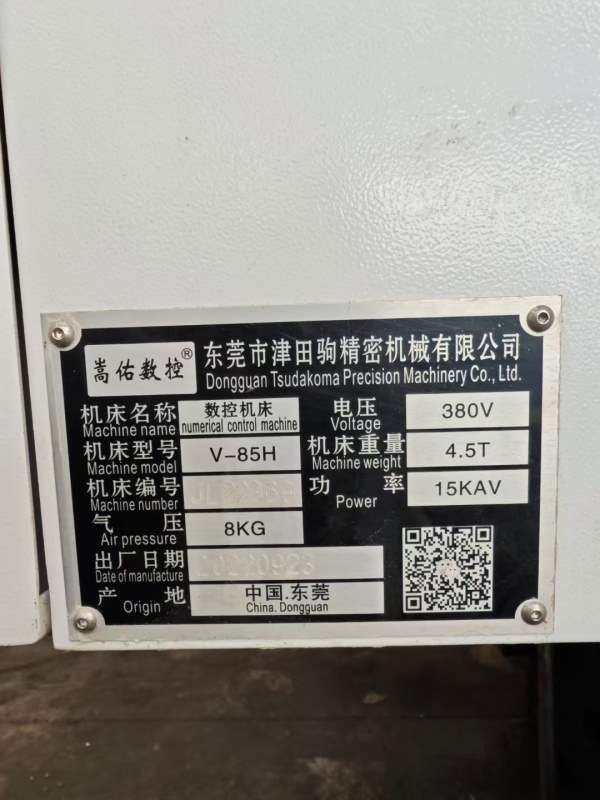 嵩佑数控®
东莞市津田驹精密机械有限公司
Dongguan Tsudakoma Precision Machinery Co., Ltd.
机床名称 数控机床 电压 380V
Machine name numerical control machine Voltage
机床型号 V-85H 机床重量 4.5T
Machine model Machine weight
机床编号 功率 15KAV
Machine number Power
气压 8KG
Air pressure
出厂日期 20220923
Date of manufacture
产地 中国.东莞
Origin China. Dongguan